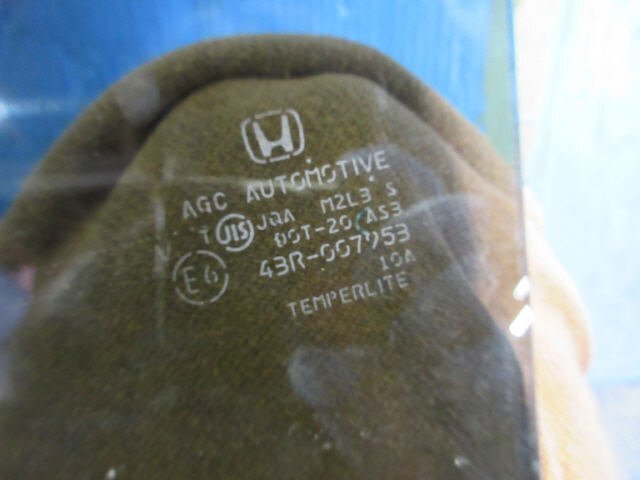 AGC AUTOMOTIVE
T JIS JQA M2L3 S
DOT-20 AS3
E6 43R-007953
10A
TEMPERLITE